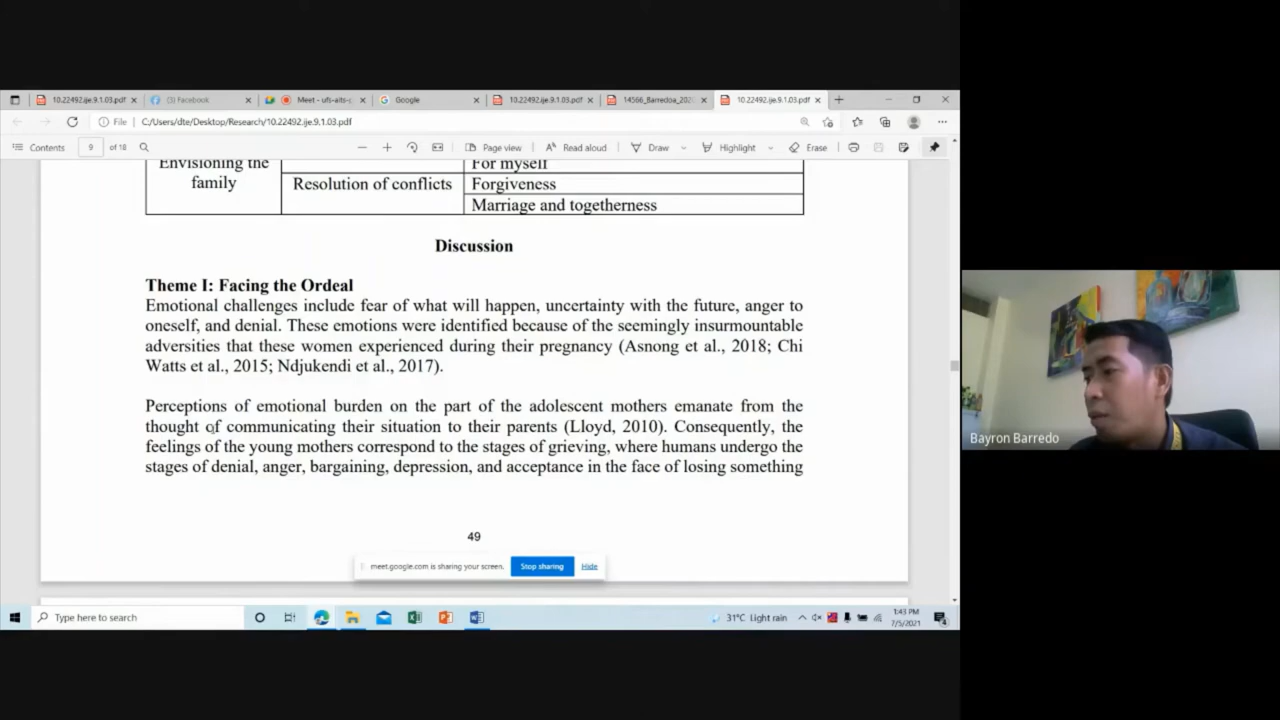 10.22492.ije.9.1.03.pdf
(3) Facebook
Meet - ufs-aits-
Google
10.22492.ije.9.1.03.pdf
14566_Barredoa_202
10.22492.ije.9.1.03.pdf
File
C:/Users/dte/Desktop/Research/10.22492.ije.9.1.03.pdf
Contents
9
of 18
Page view
Read aloud
Draw
Highlight
Erase
Envisioning the
family
For myself
Resolution of conflicts
Forgiveness
Marriage and togetherness
Discussion
Theme I: Facing the Ordeal
Emotional challenges include fear of what will happen, uncertainty with the future, anger to
oneself, and denial. These emotions were identified because of the seemingly insurmountable
adversities that these women experienced during their pregnancy (Asnong et al., 2018; Chi
Watts et al., 2015; Ndjukendi et al., 2017).
Perceptions of emotional burden on the part of the adolescent mothers emanate from the
thought of communicating their situation to their parents (Lloyd, 2010). Consequently, the
feelings of the young mothers correspond to the stages of grieving, where humans undergo the
stages of denial, anger, bargaining, depression, and acceptance in the face of losing something
49
meet.google.com is sharing your screen.
Stop sharing
Hide
Type here to search
31°C Light rain
1:43 PM
7/5/2021
4
Bayron Barredo